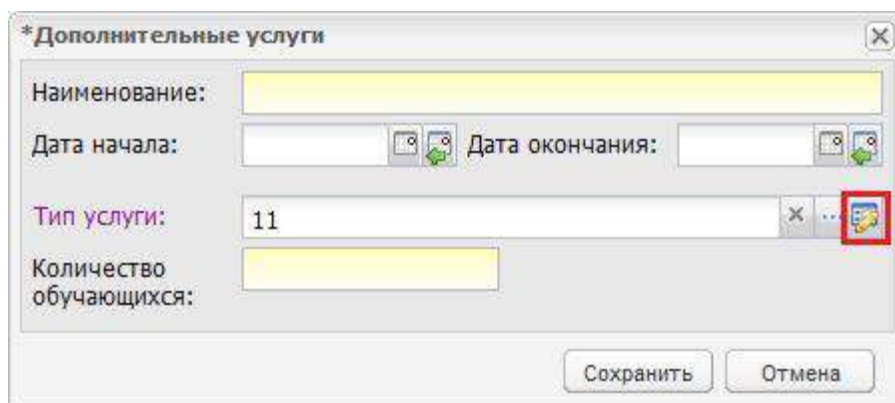 *Дополнительные услуги
Наименование:
Дата начала: Дата окончания:
Тип услуги: 11
Количество
обучающихся:
Сохранить Отмена